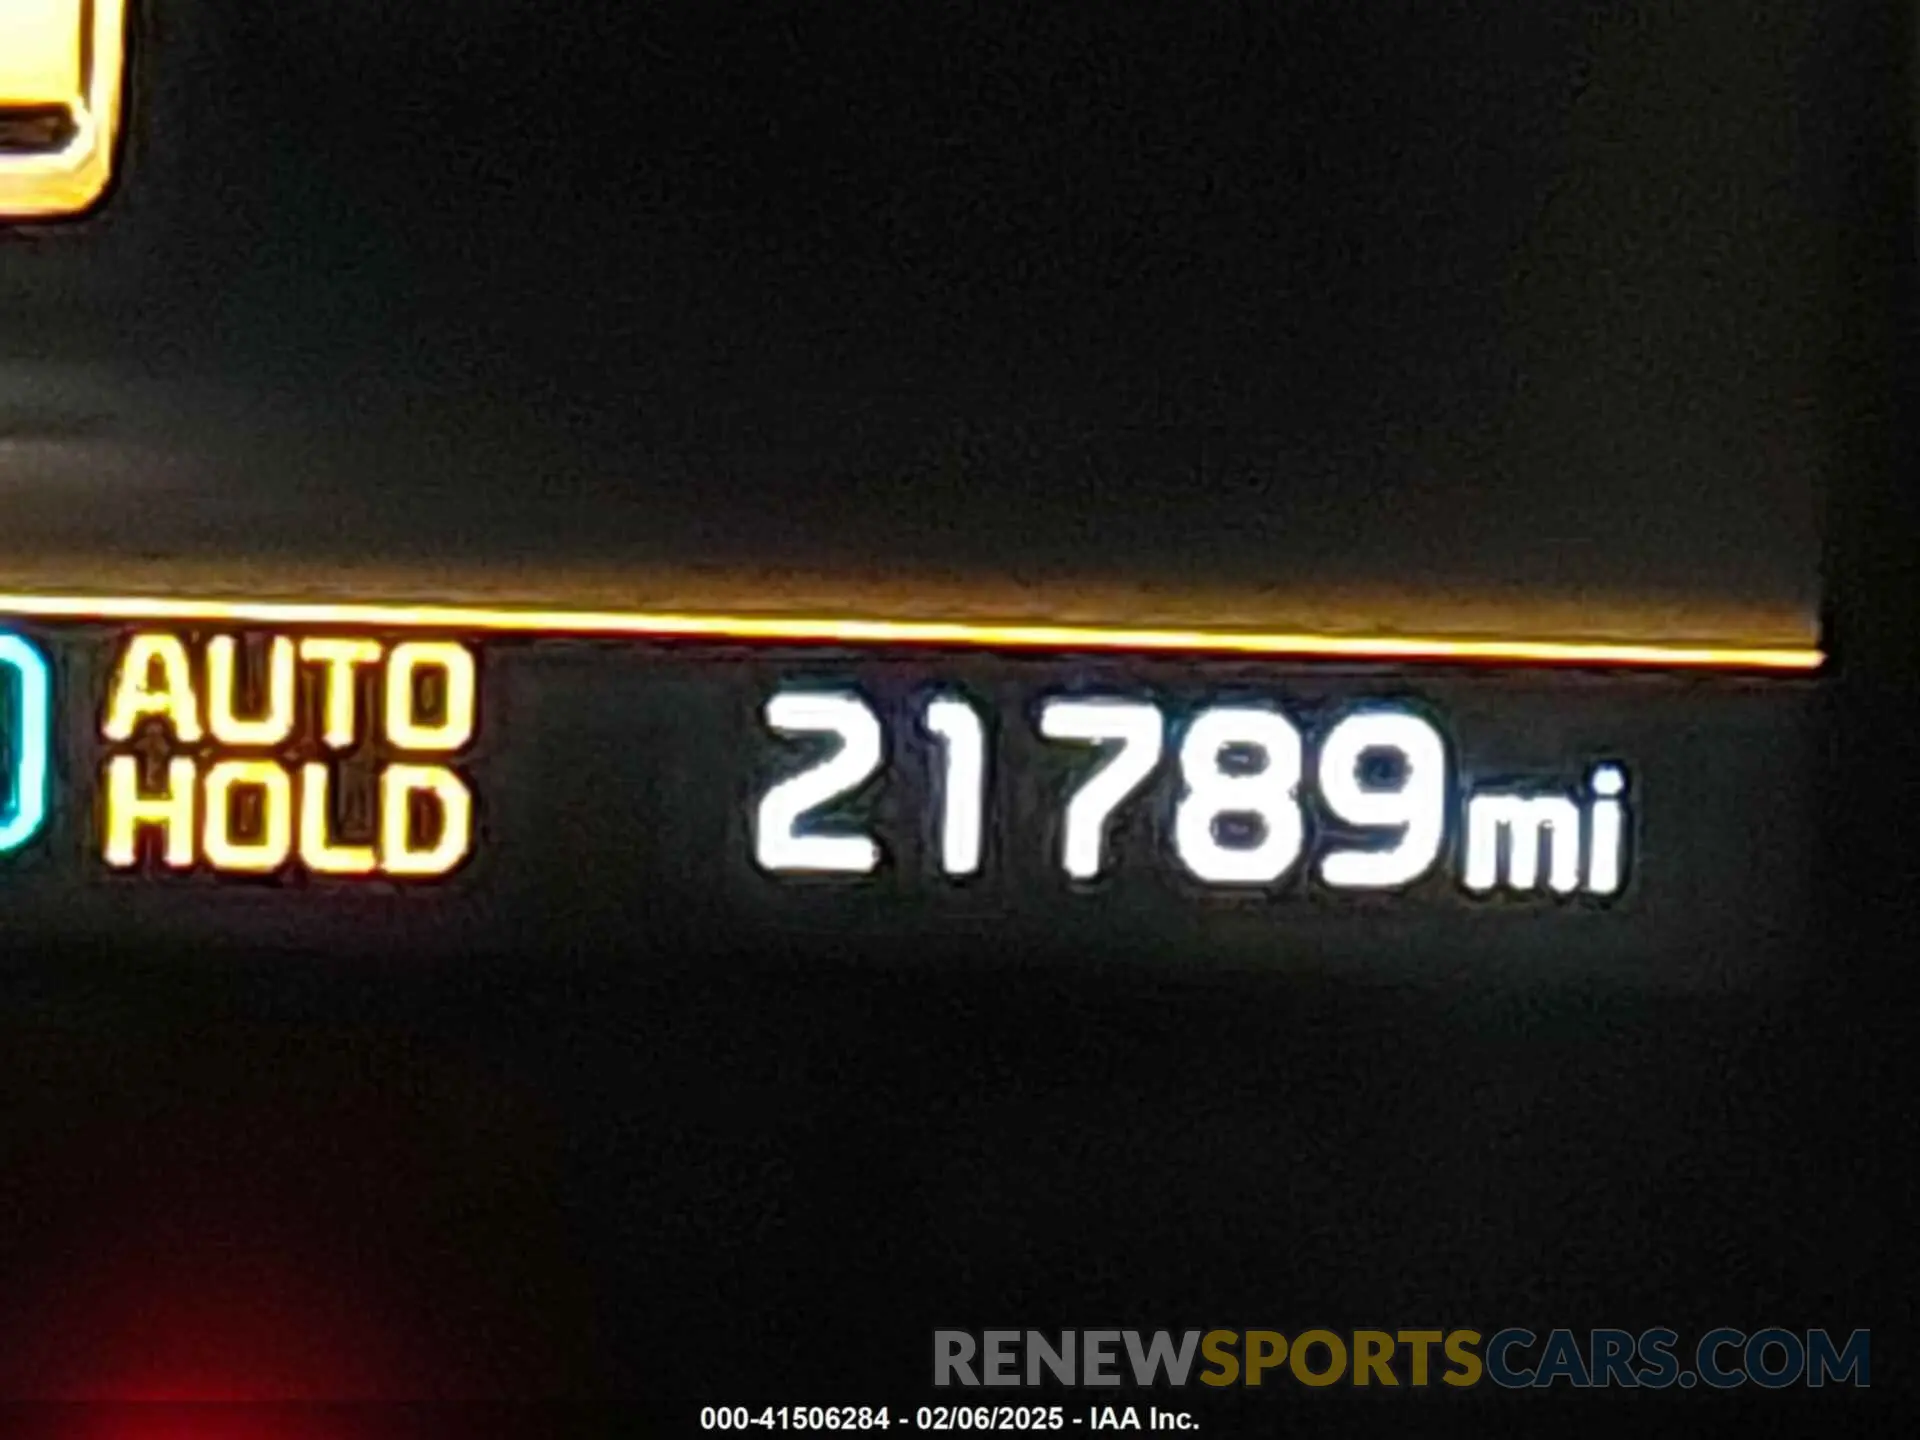 AUTO
HOLD
21789mi
RENEWSPORTSCARS.COM
000-41506284 - 02/06/2025 - IAA Inc.